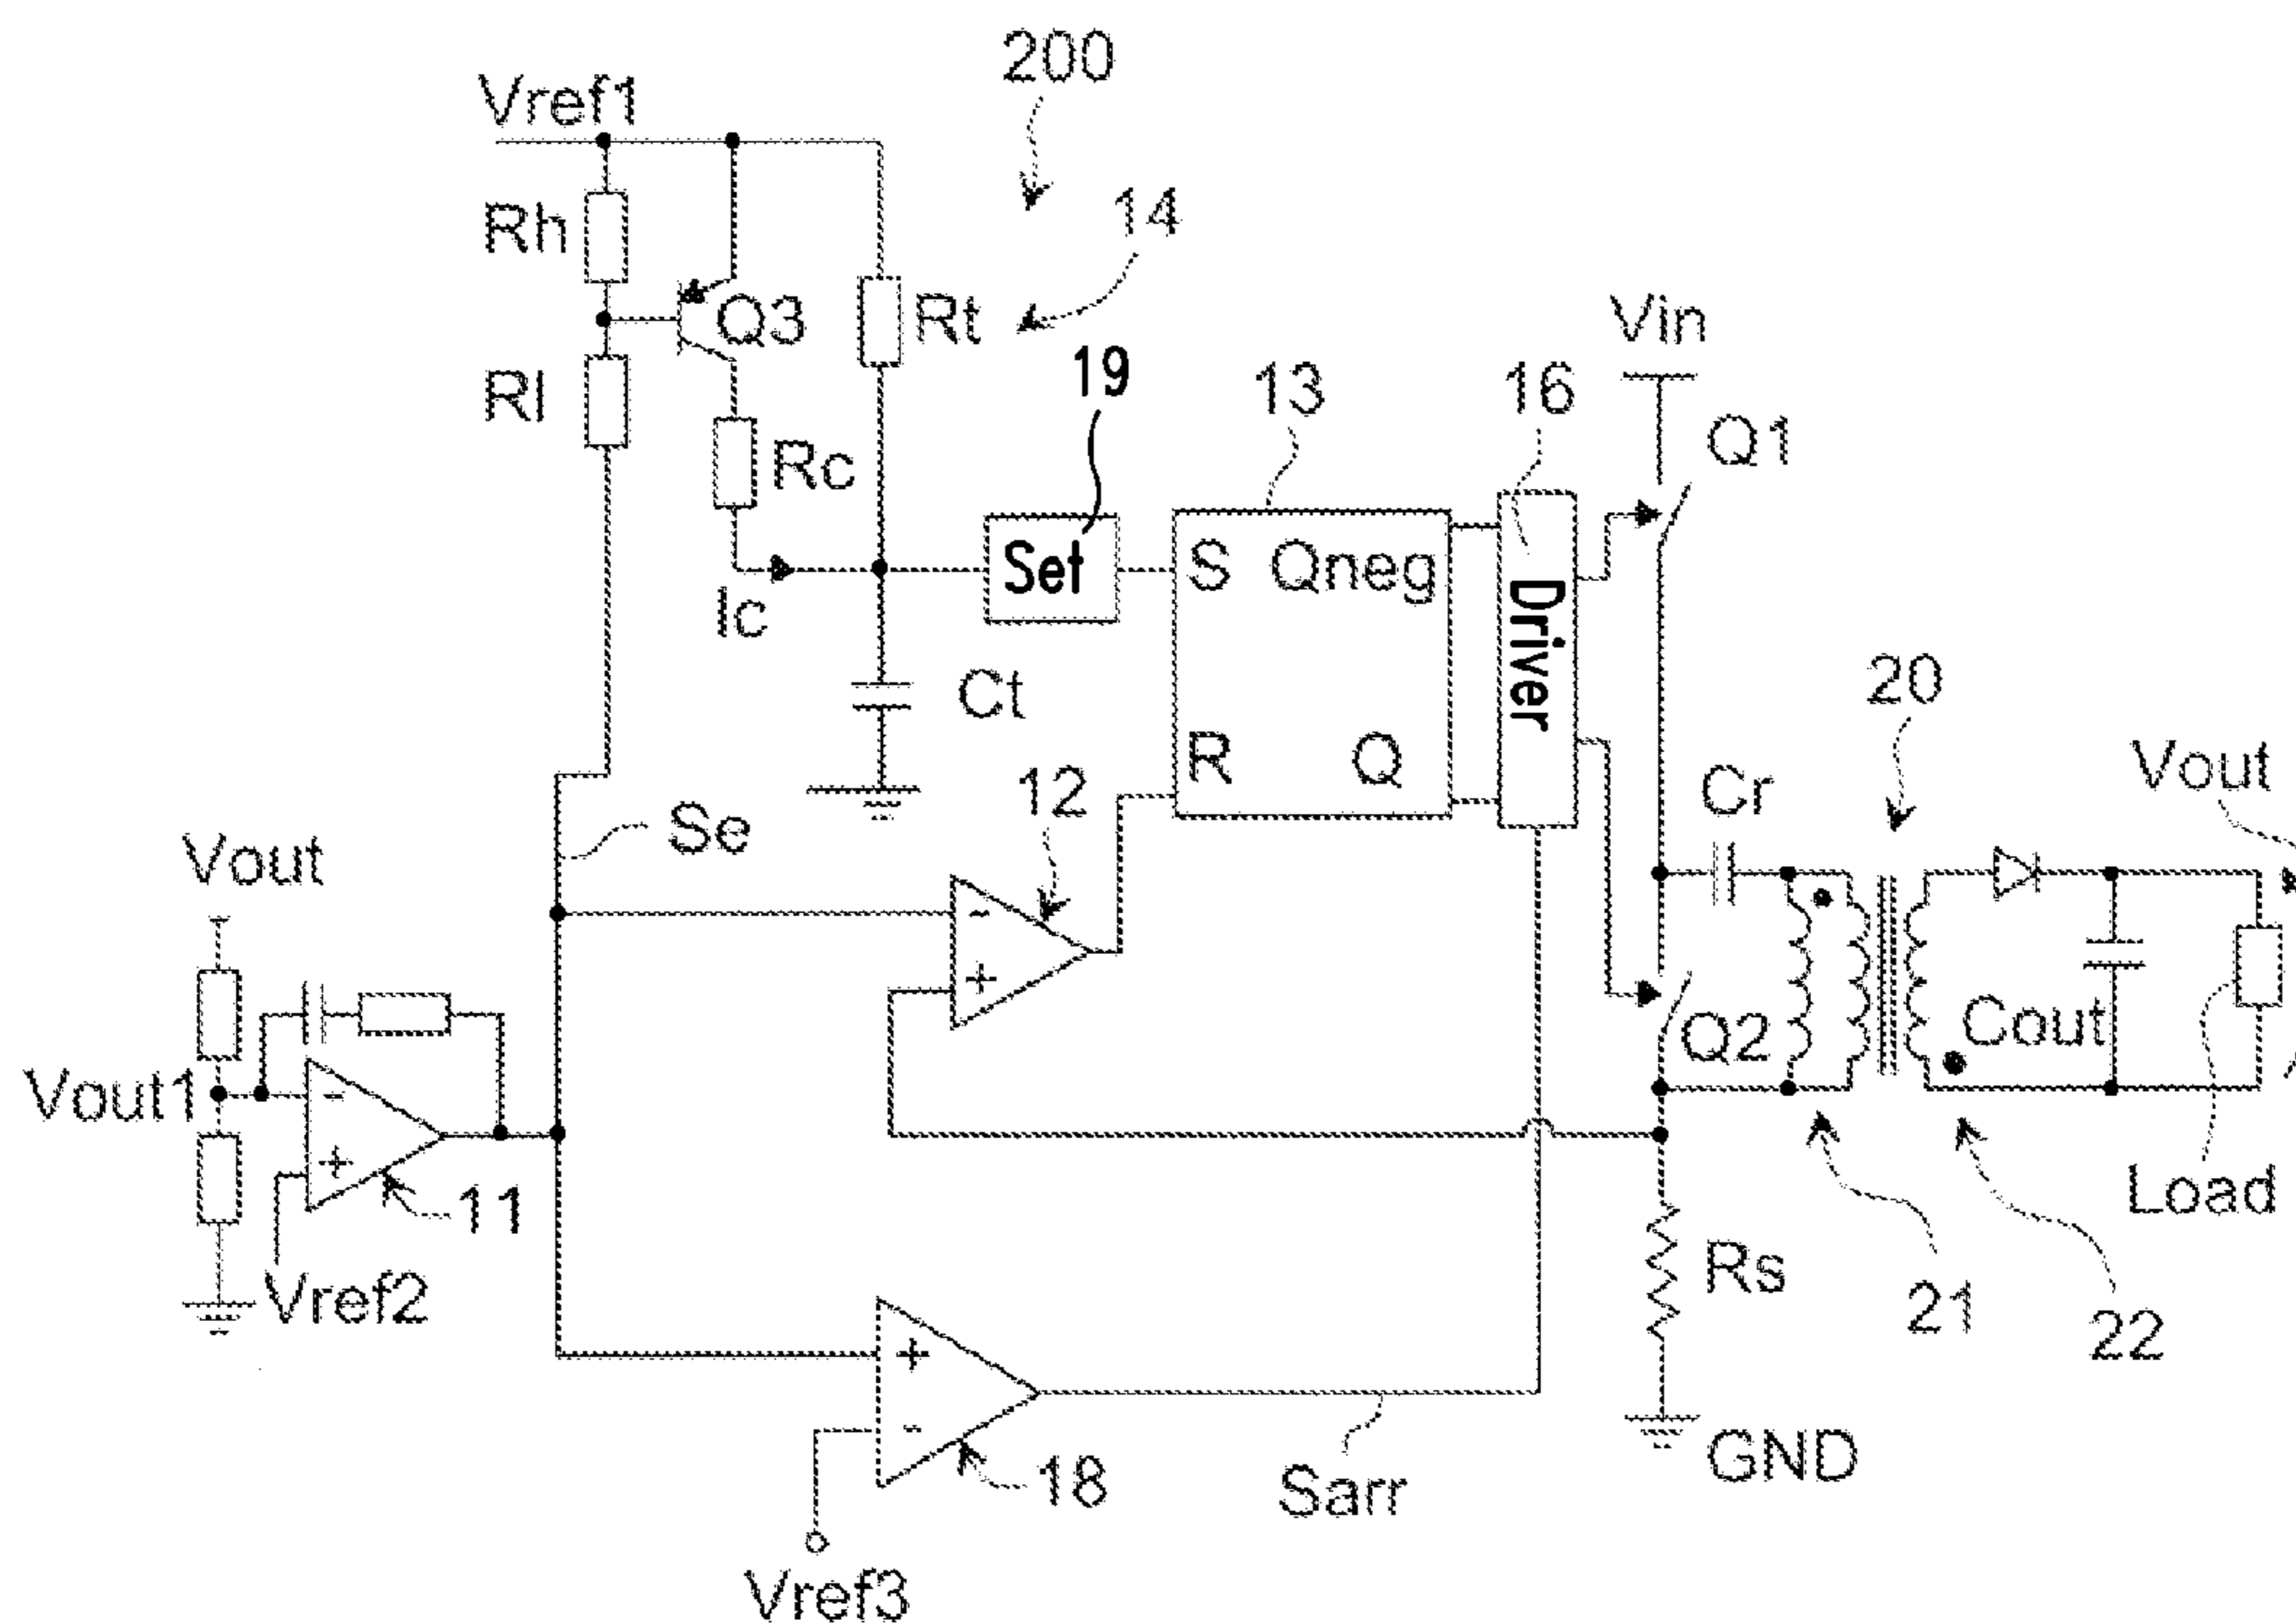 200
Vref1
Rh
Q3
Rt
14
Vin
Rl
19
13
16
Q1
Rc
Set
S Qneg
Driver
Ic
Ct
20
R Q
Vout
12
Cr
Se
Vout
-
+
Q2
Cout
Vout1
-
+
11
Load
Vref2
Rs
21
22
+
-
18
Sarr
GND
Vref3